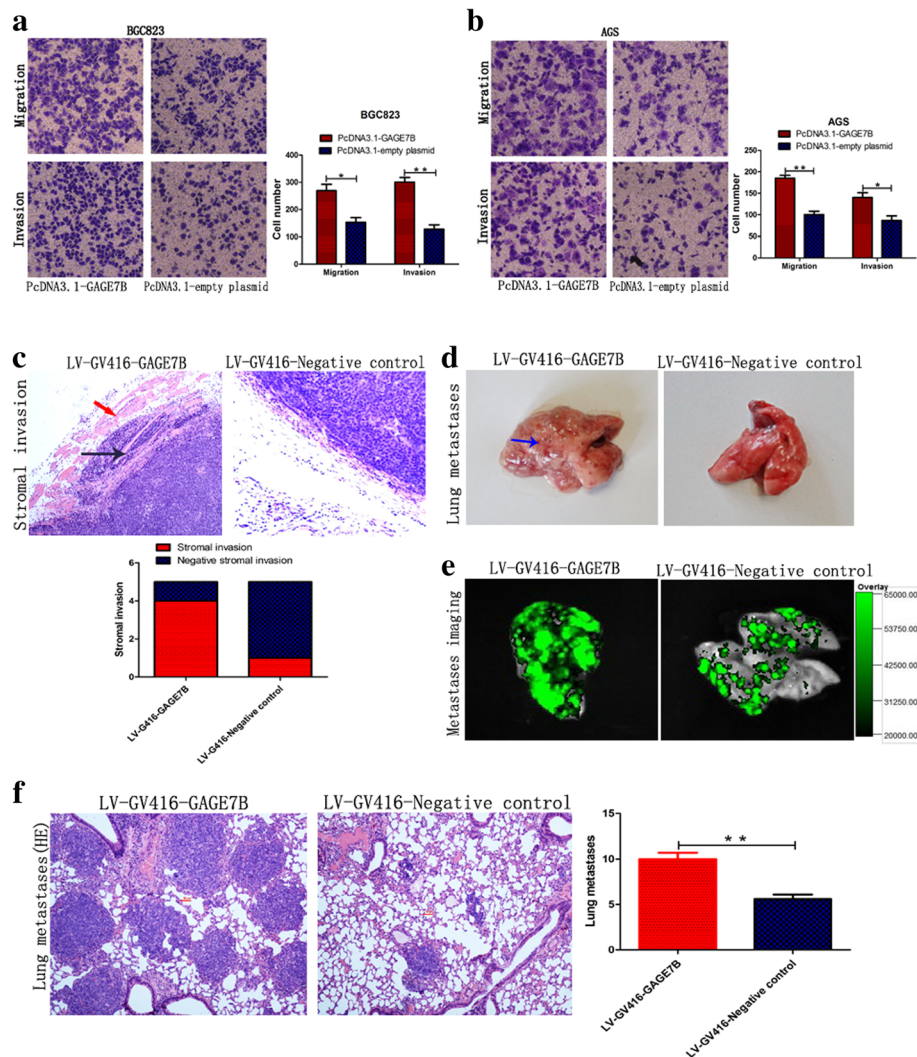 a
BGC823
Migration
Invasion
PcDNA3.1-GAGE7B
PcDNA3.1-empty plasmid
BGC823
PcDNA3.1-GAGE7B
PcDNA3.1-empty plasmid
Cell number
400
300
200
100
0
*
**
Migration
Invasion
b
AGS
Migration
Invasion
PcDNA3.1-GAGE7B
PcDNA3.1-empty plasmid
AGS
PcDNA3.1-GAGE7B
PcDNA3.1-empty plasmid
Cell number
250
200
150
100
50
0
**
*
Migration
Invasion
c
LV-GV416-GAGE7B
LV-GV416-Negative control
Stromal invasion
Stromal invasion
Negative stromal invasion
Stromal invasion
6
4
2
0
LV-G416-GAGE7B
LV-G416-Negative control
d
LV-GV416-GAGE7B
LV-GV416-Negative control
Lung metastases
e
LV-GV416-GAGE7B
LV-GV416-Negative control
Metastases imaging
Overlay
65000.00
53750.00
42500.00
31250.00
20000.00
f
LV-GV416-GAGE7B
LV-GV416-Negative control
Lung metastases(HE)
Lung metastases
15
10
5
0
**
LV-GV416-GAGE7B
LV-GV416-Negative control